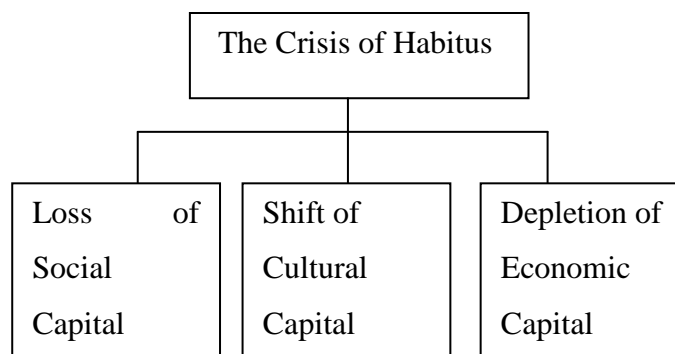 The Crisis of Habitus
Loss of
Social
Capital
Shift of
Cultural
Capital
Depletion of
Economic
Capital